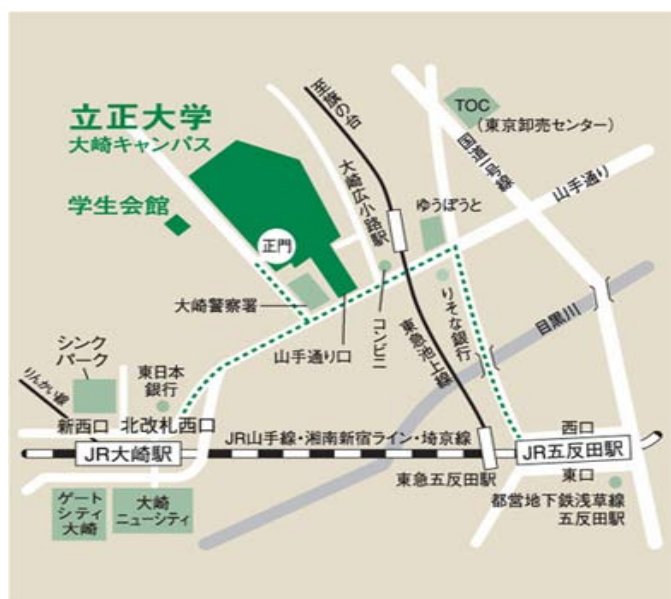 立正大学
大崎キャンパス
学生会館
正門
大崎警察署
山手通り口
至旗の台
大崎広小路駅
コンビニ
ゆうぽうと
TOC
(東京卸売センター)
国道一号線
山手通り
りそな銀行
東急池上線
目黒川
シンク
パーク
りんかい線
新西口
東日本
銀行
北改札西口
JR大崎駅
JR山手線・湘南新宿ライン・埼京線
ゲート
シティ
大崎
大崎
ニューシティ
東急五反田駅
西口
JR五反田駅
東口
都営地下鉄浅草線
五反田駅